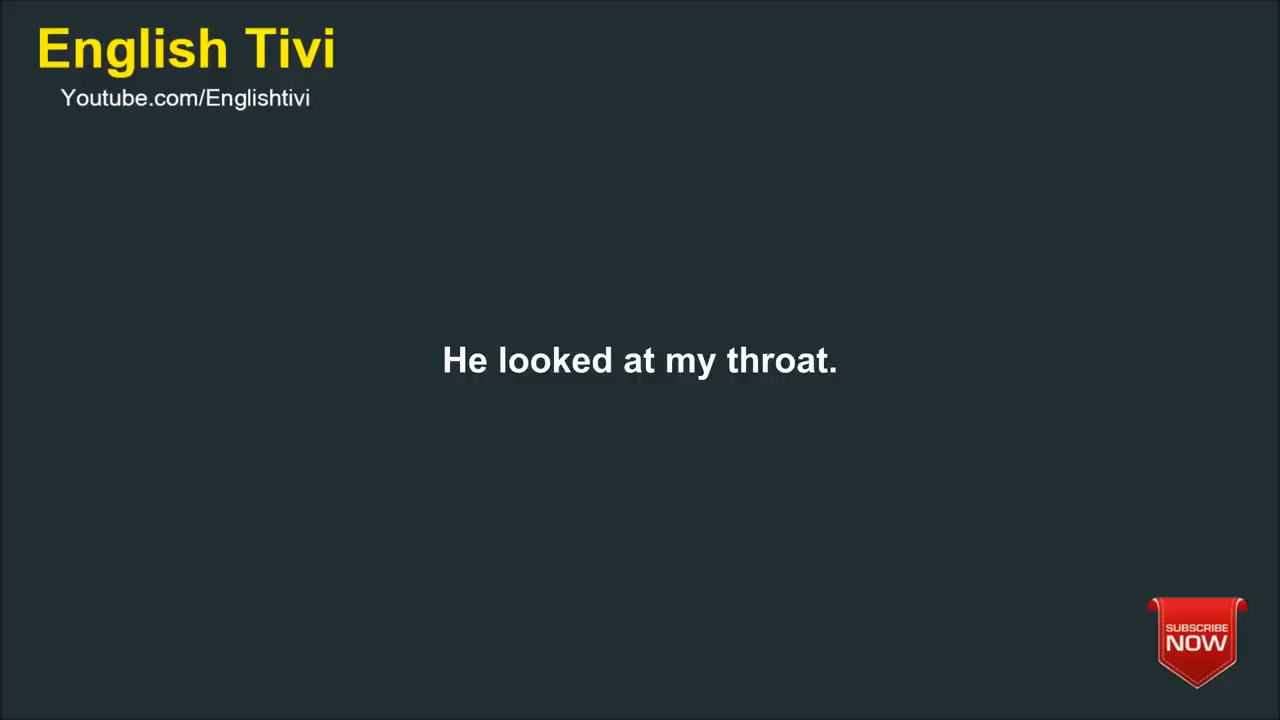 English Tivi
Youtube.com/Englishtivi
He looked at my throat.
SUBSCRIBE
NOW